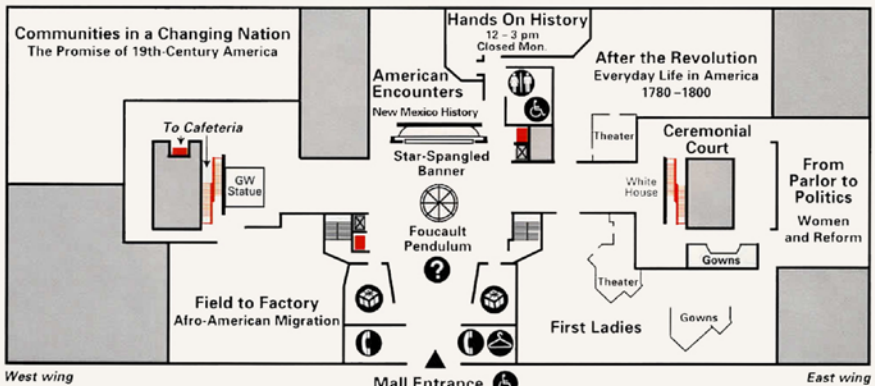 Communities in a Changing Nation
The Promise of 19th-Century America
Hands On History
12 – 3 pm
Closed Mon.
American
Encounters
New Mexico History
After the Revolution
Everyday Life in America
1780 –1800
To Cafeteria
GW
Statue
Star-Spangled
Banner
Theater
Ceremonial
Court
White
House
From
Parlor to
Politics
Women
and Reform
Foucault
Pendulum
?
Gowns
Field to Factory
Afro-American Migration
Theater
First Ladies
Gowns
West wing
Mall Entrance
East wing